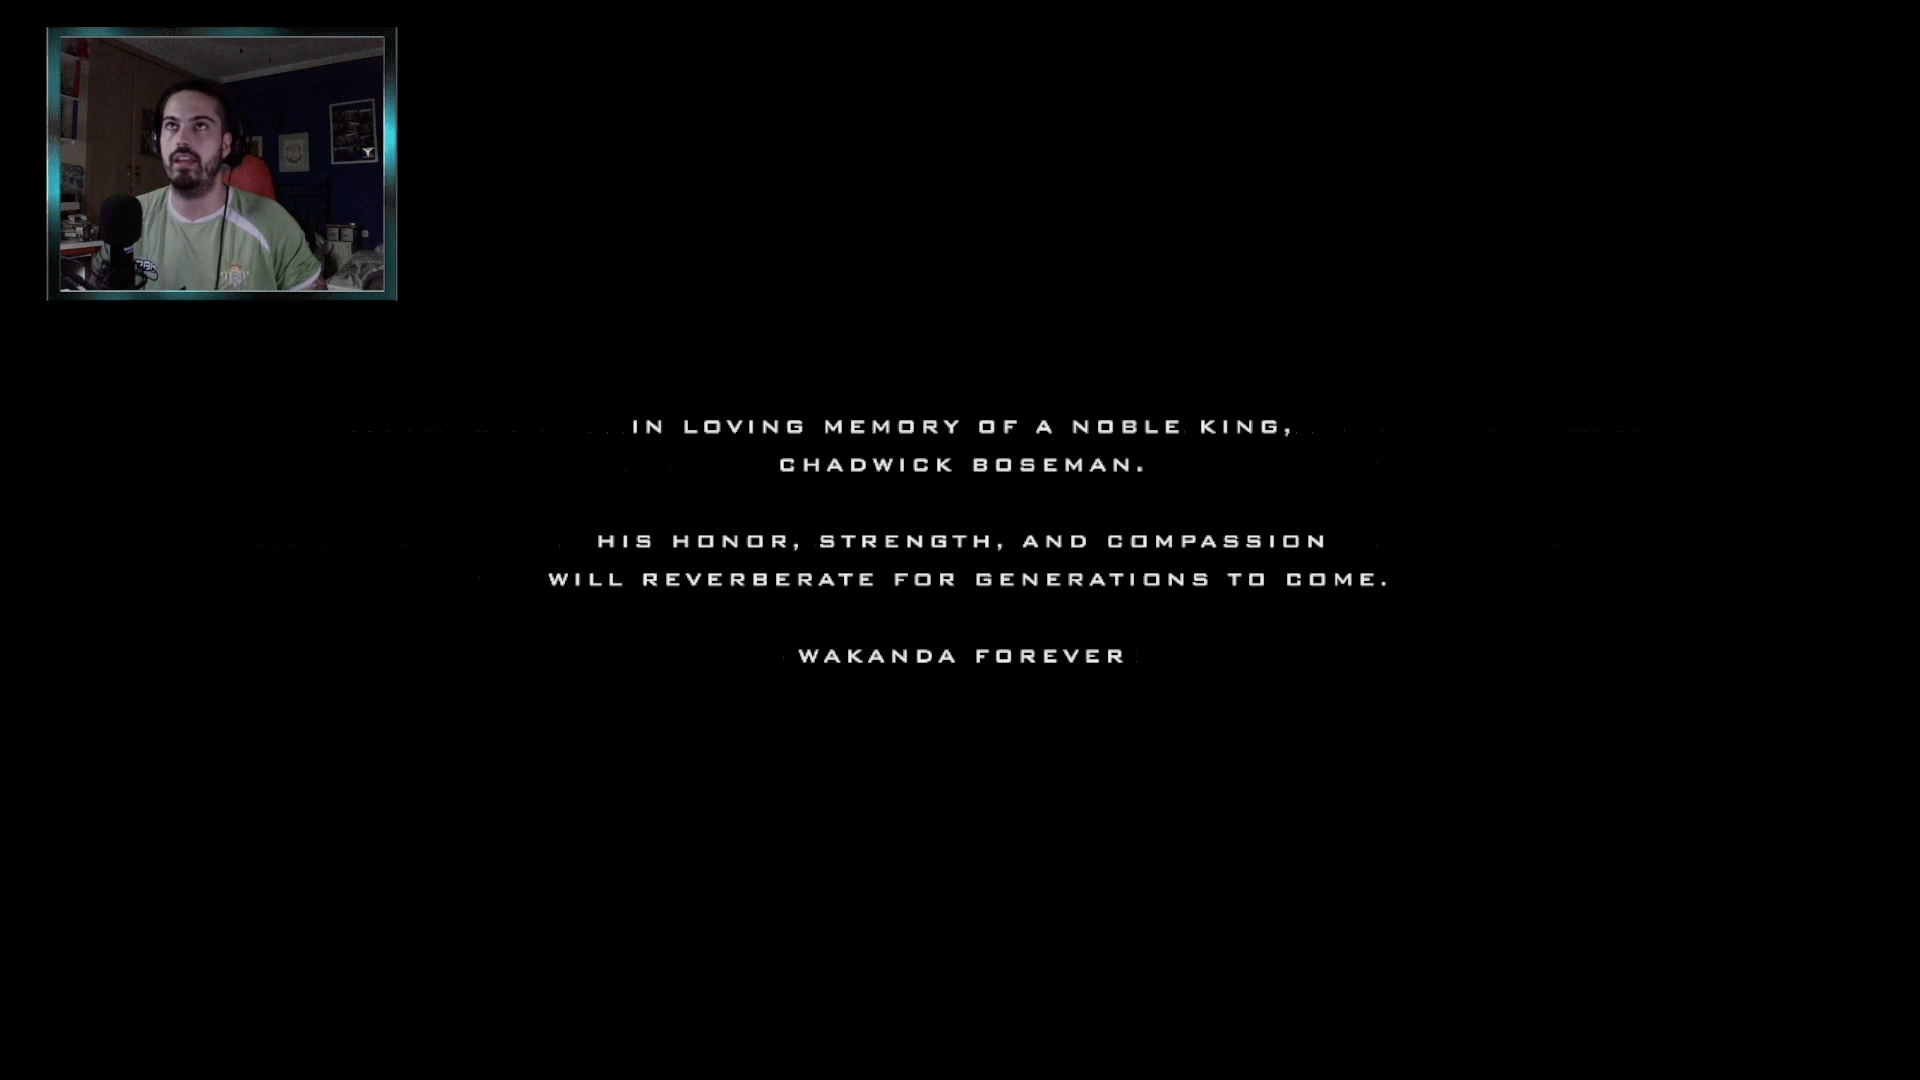 IN LOVING MEMORY OF A NOBLE KING,
CHADWICK BOSEMAN.
HIS HONOR, STRENGTH, AND COMPASSION
WILL REVERBERATE FOR GENERATIONS TO COME.
WAKANDA FOREVER